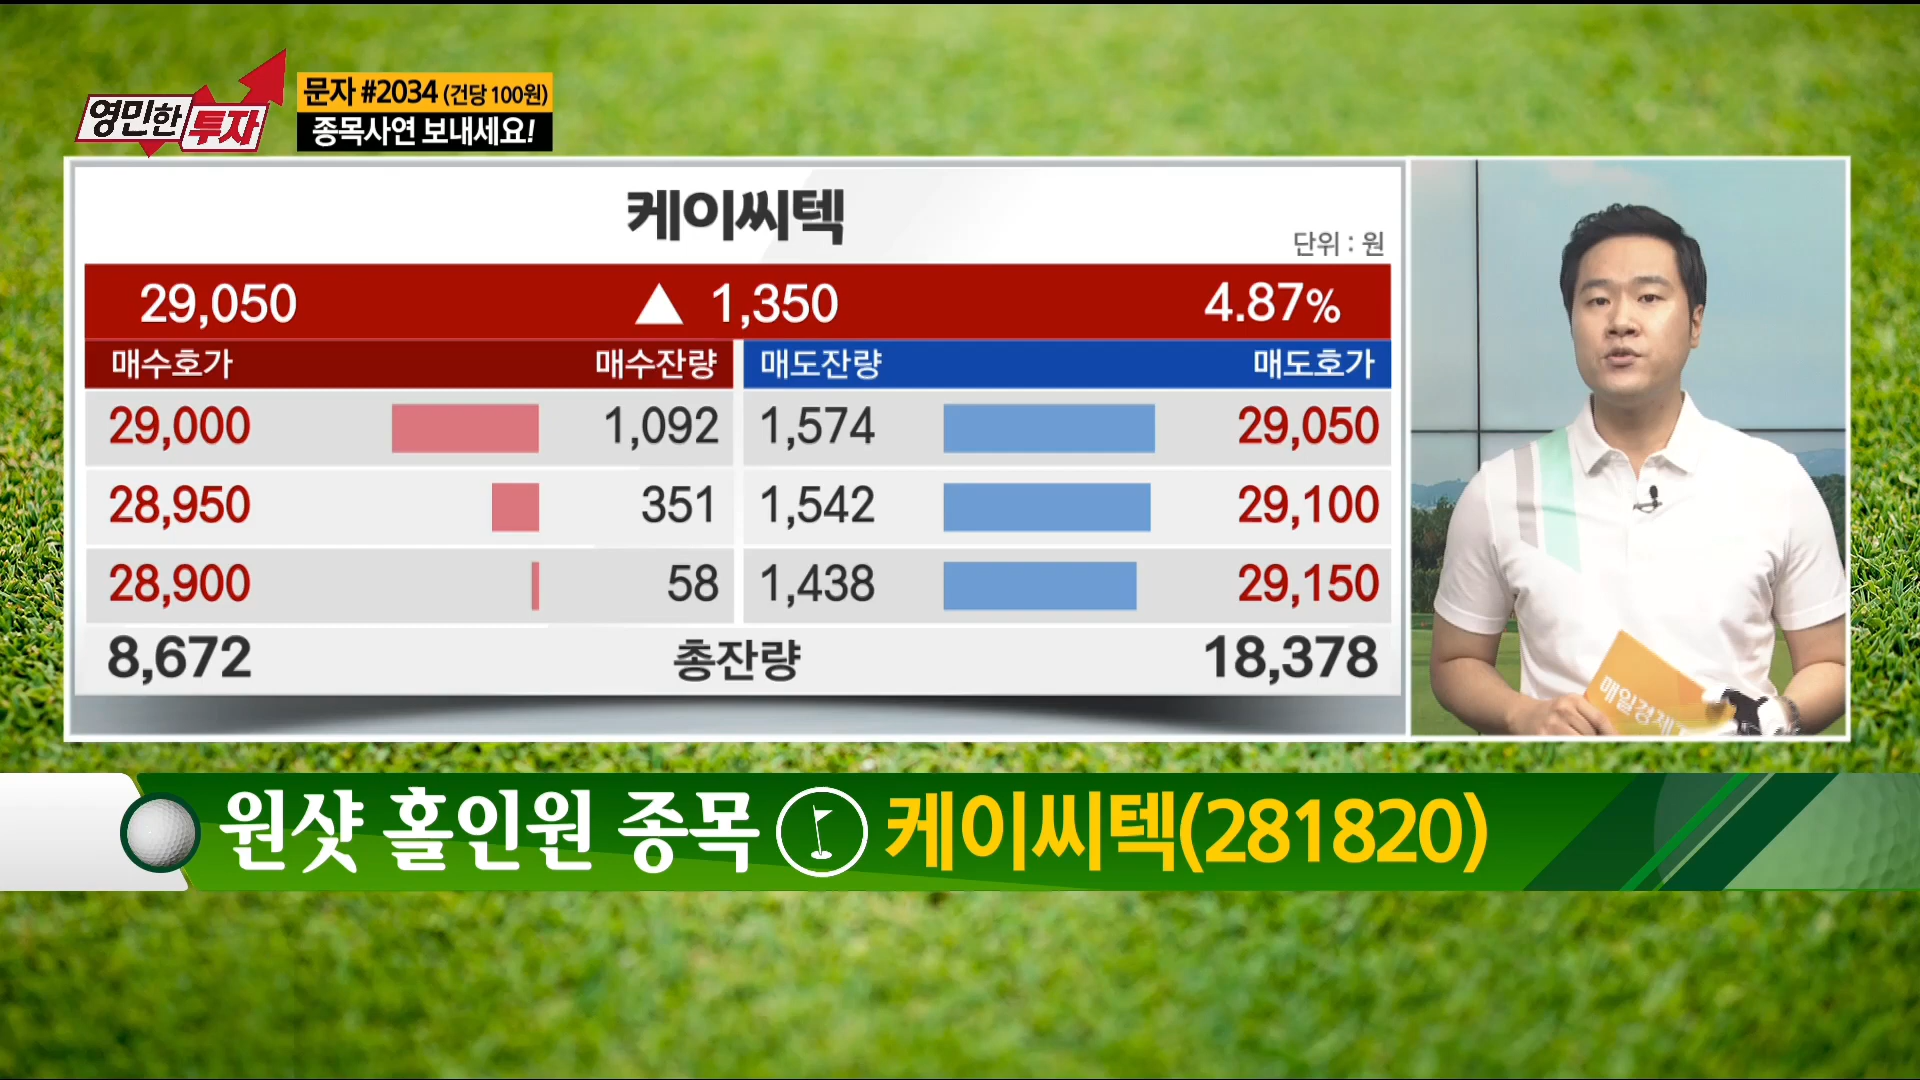 영민한 투자
문자 #2034 (건당 100원)
종목사연 보내세요!
케이씨텍
단위 : 원
29,050 ▲ 1,350 4.87%
매수호가 매수잔량 매도잔량 매도호가
29,000 1,092 1,574 29,050
28,950 351 1,542 29,100
28,900 58 1,438 29,150
8,672 총잔량 18,378
매일경제
원샷 홀인원 종목 케이씨텍(281820)